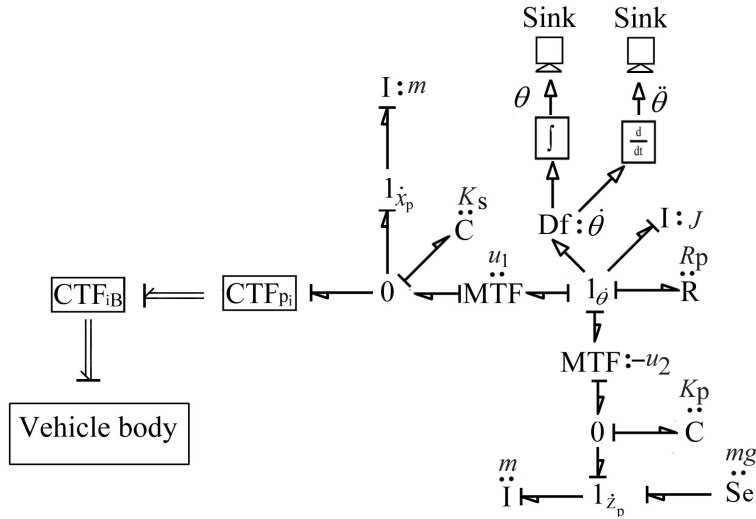 Sink Sink
I:m
θ θ̈
∫ d/dt
1ẋp
Ks
C
Df:θ̇
I:J
u1
Rp
CTFiB CTFpi 0 MTF 1θ̇ R
MTF:-u2
Vehicle body
Kp
0 C
m mg
I 1Żp Se